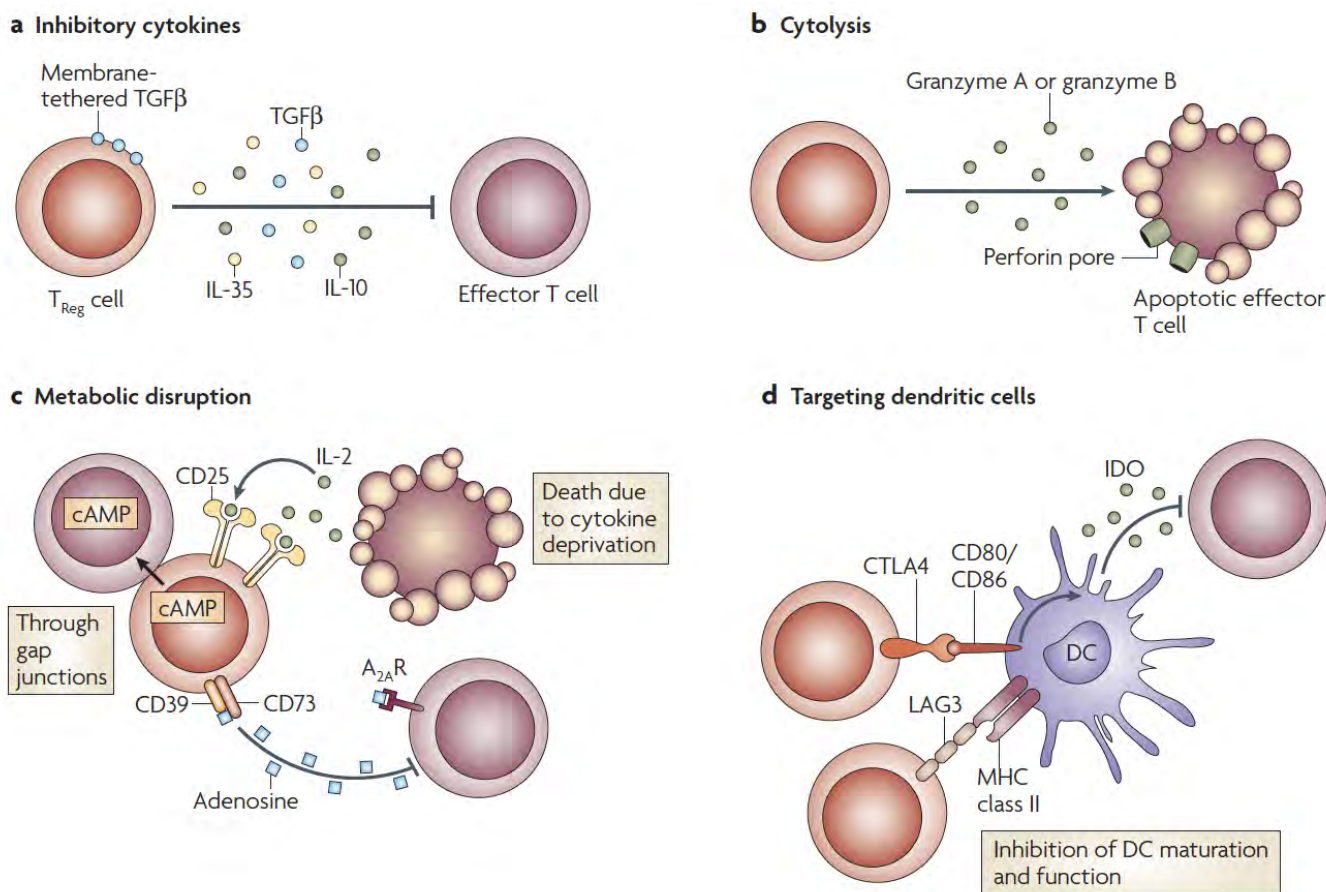 a Inhibitory cytokines
Membrane-
tethered TGFβ
TGFβ
IL-35
IL-10
TReg cell
Effector T cell
b Cytolysis
Granzyme A or granzyme B
Perforin pore
Apoptotic effector
T cell
c Metabolic disruption
IL-2
CD25
cAMP
Death due
to cytokine
deprivation
cAMP
Through
gap
junctions
A2AR
CD39
CD73
Adenosine
d Targeting dendritic cells
IDO
CTLA4
CD80/
CD86
DC
LAG3
MHC
class II
Inhibition of DC maturation
and function